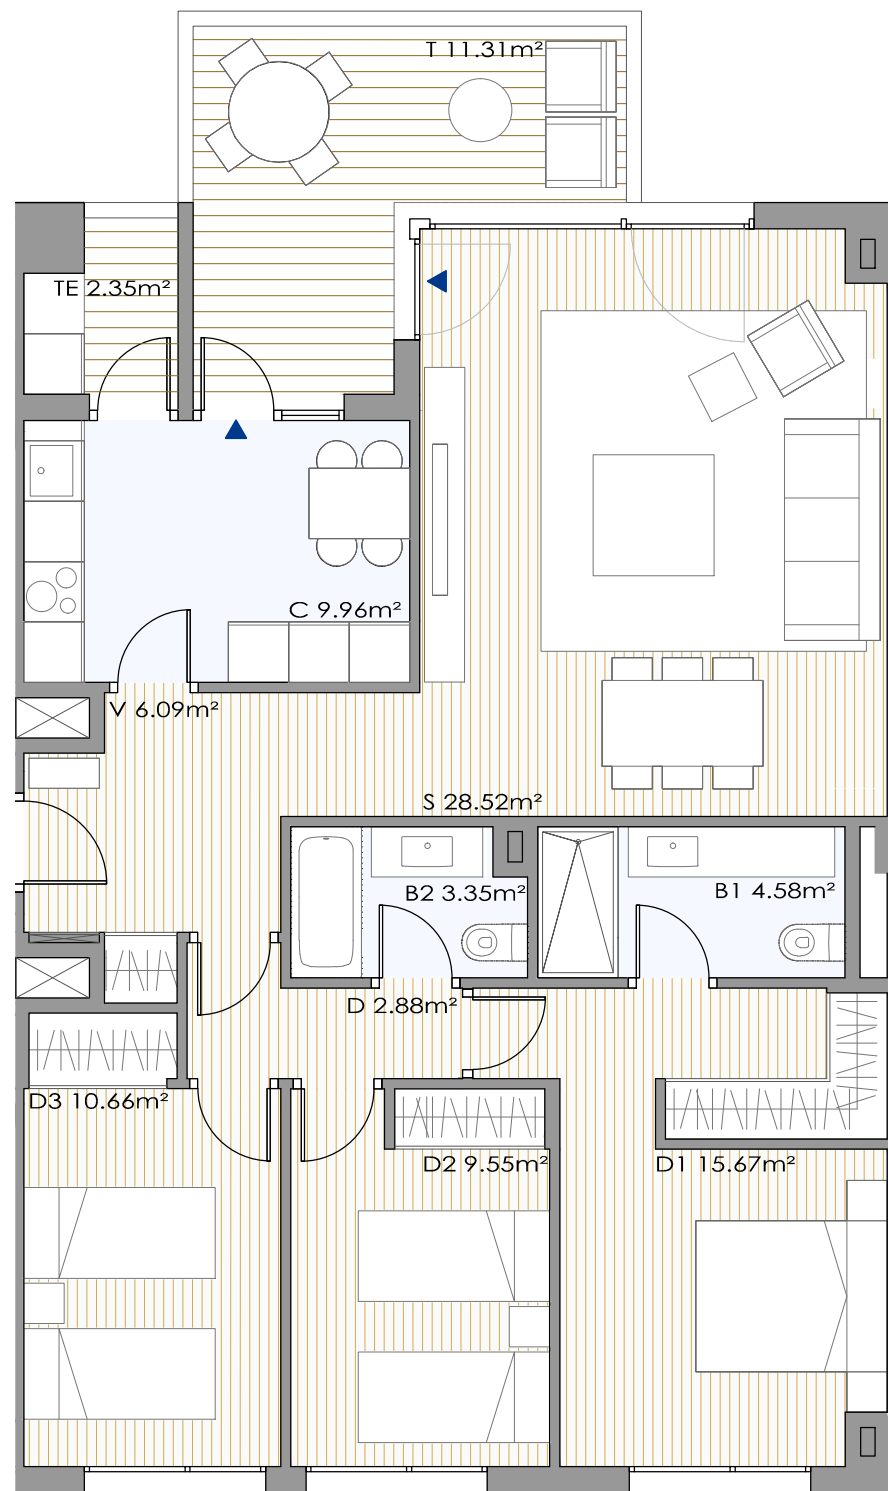 T 11.31m²
TE 2.35m²
C 9.96m²
V 6.09m²
S 28.52m²
B2 3.35m²
B1 4.58m²
D 2.88m²
D3 10.66m²
D2 9.55m²
D1 15.67m²